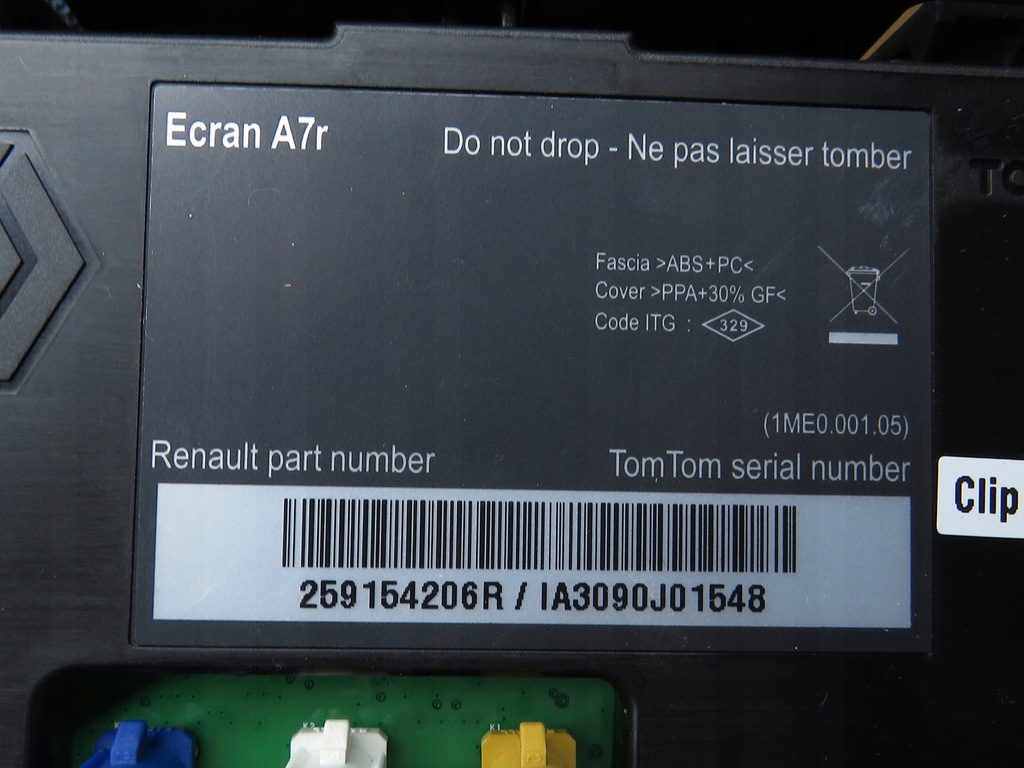 Ecran A7r
Do not drop - Ne pas laisser tomber
Fascia >ABS+PC<
Cover >PPA+30% GF<
Code ITG : 329
(1ME0.001.05)
Renault part number
TomTom serial number
Clip
259154206R / IA3090J01548